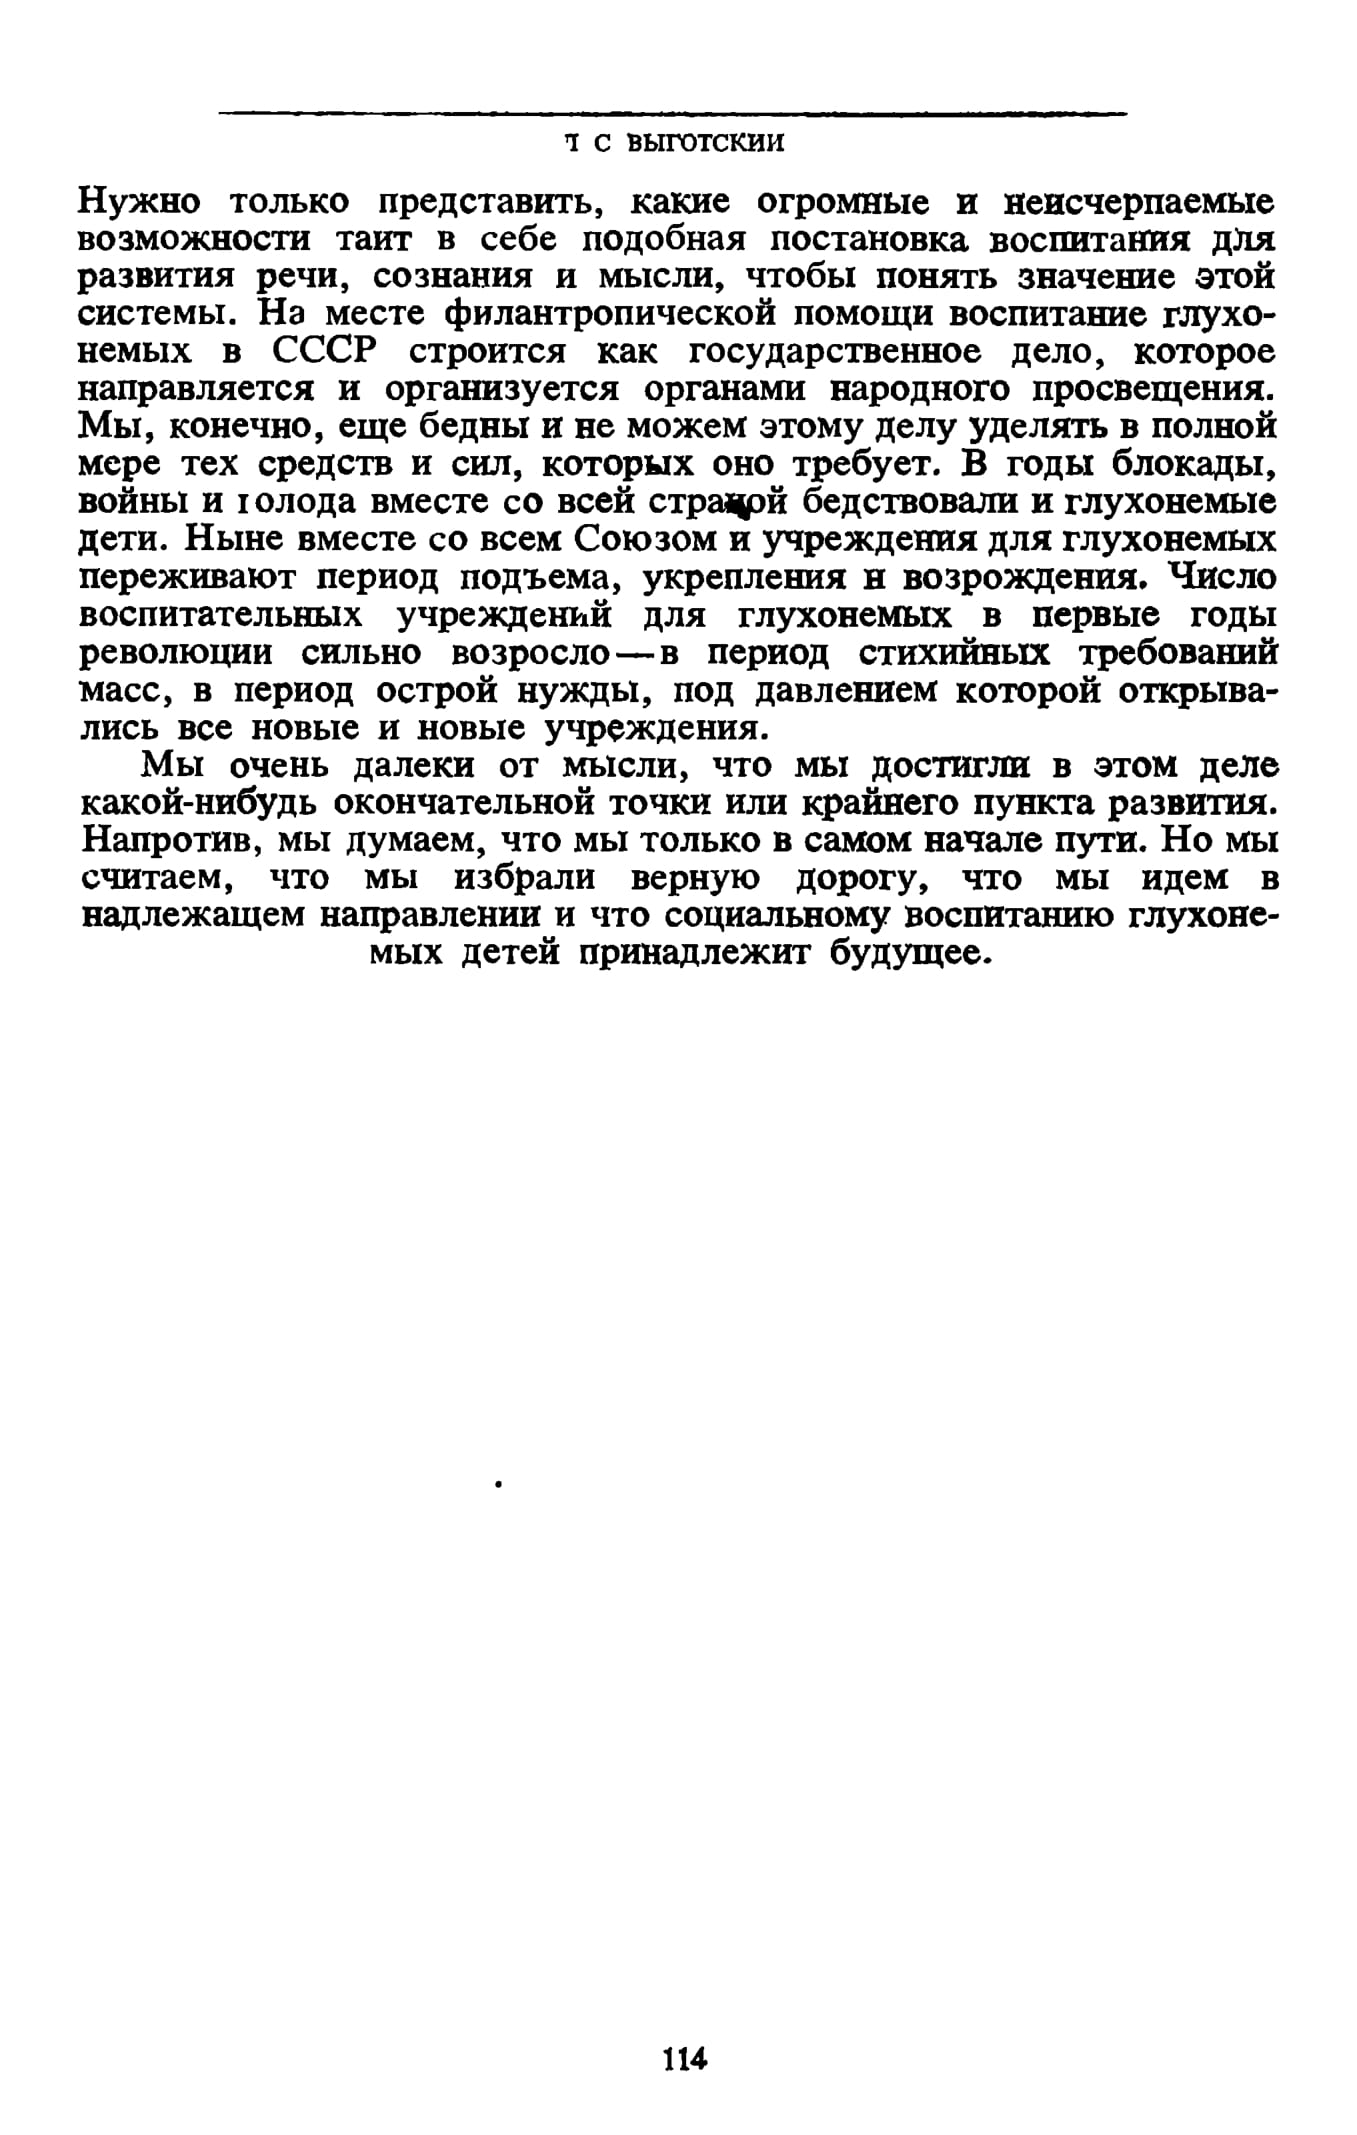 Л С ВЫГОТСКИИ
Нужно только представить, какие огромные и неисчерпаемые
возможности таит в себе подобная постановка воспитания для
развития речи, сознания и мысли, чтобы понять значение этой
системы. На месте филантропической помощи воспитание глухо-
немых в СССР строится как государственное дело, которое
направляется и организуется органами народного просвещения.
Мы, конечно, еще бедны и не можем этому делу уделять в полной
мере тех средств и сил, которых оно требует. В годы блокады,
войны и голода вместе со всей страной бедствовали и глухонемые
дети. Ныне вместе со всем Союзом и учреждения для глухонемых
переживают период подъема, укрепления и возрождения. Число
воспитательных учреждений для глухонемых в первые годы
революции сильно возросло — в период стихийных требований
масс, в период острой нужды, под давлением которой открыва-
лись все новые и новые учреждения.
Мы очень далеки от мысли, что мы достигли в этом деле
какой-нибудь окончательной точки или крайнего пункта развития.
Напротив, мы думаем, что мы только в самом начале пути. Но мы
считаем, что мы избрали верную дорогу, что мы идем в
надлежащем направлении и что социальному воспитанию глухоне-
мых детей принадлежит будущее.
114